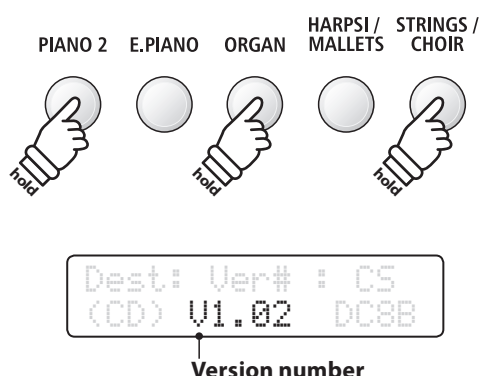 PIANO 2 E.PIANO ORGAN HARPSI / MALLETS STRINGS / CHOIR
hold hold hold
Dest: Ver# : CS
(CD) V1.02 DC8B
Version number